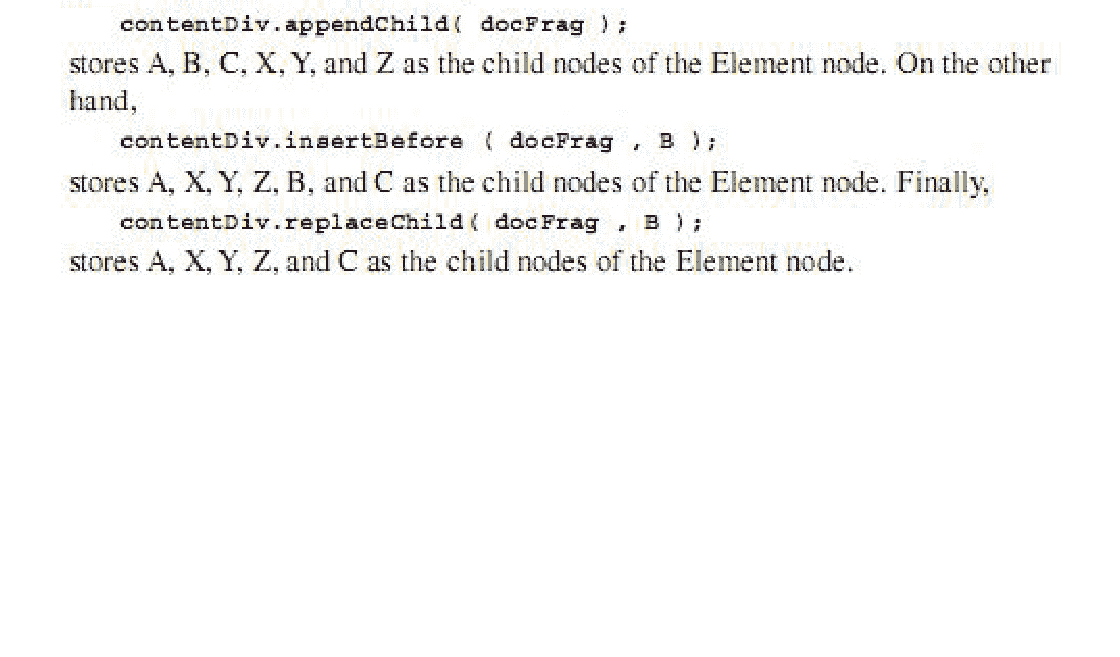 contentDiv.appendChild( docFrag );
stores A, B, C, X, Y, and Z as the child nodes of the Element node. On the other
hand,
contentDiv.insertBefore ( docFrag , B );
stores A, X, Y, Z, B, and C as the child nodes of the Element node. Finally,
contentDiv.replaceChild( docFrag , B );
stores A, X, Y, Z, and C as the child nodes of the Element node.